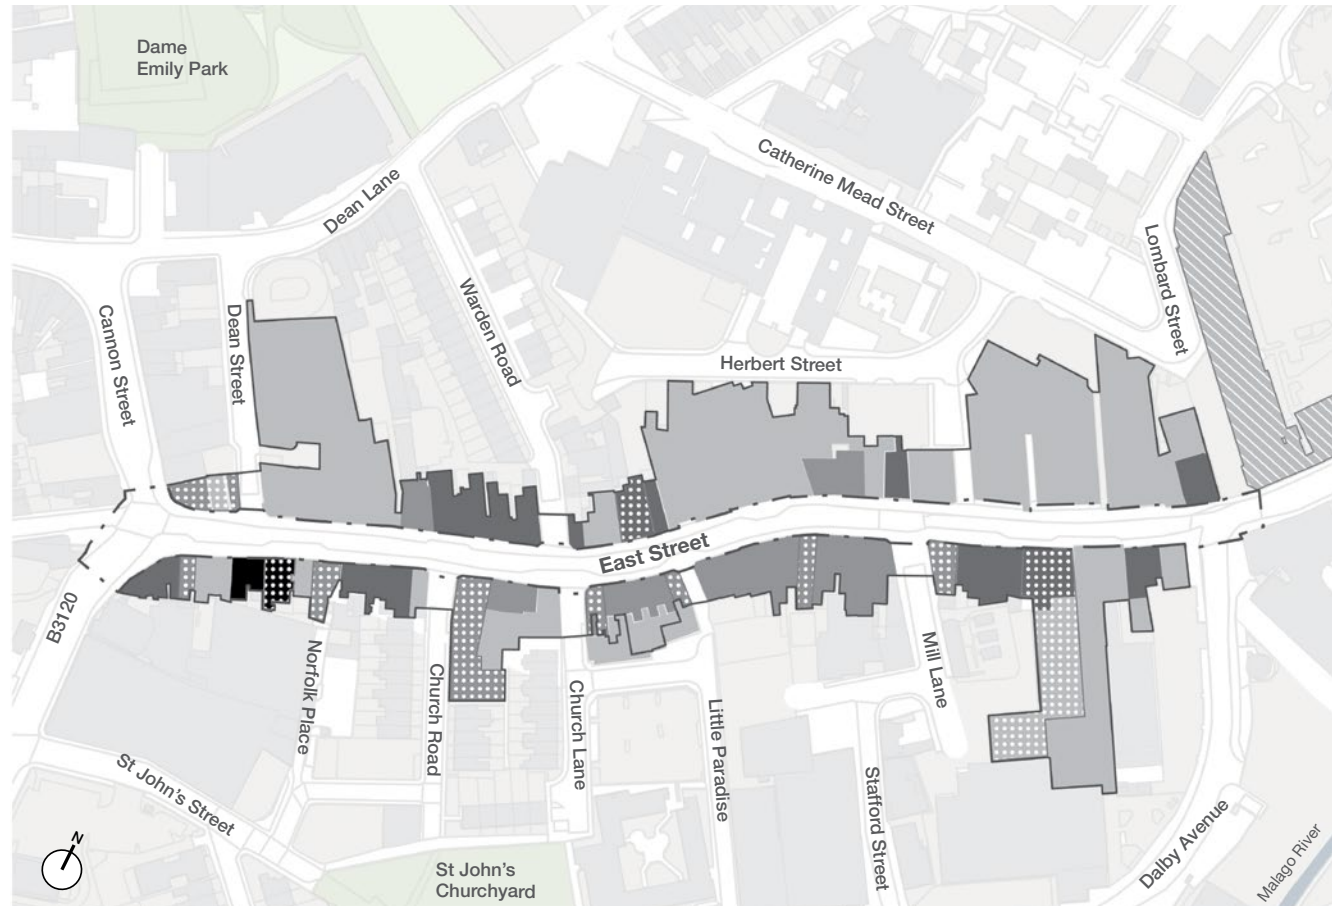 Dame
Emily Park
Catherine Mead Street
Dean Lane
Lombard Street
Warden Road
Cannon Street
Dean Street
Herbert Street
East Street
B3120
Norfolk Place
Church Road
Church Lane
Little Paradise
Mill Lane
Stafford Street
St John's Street
Dalby Avenue
Malago River
N
St John's
Churchyard